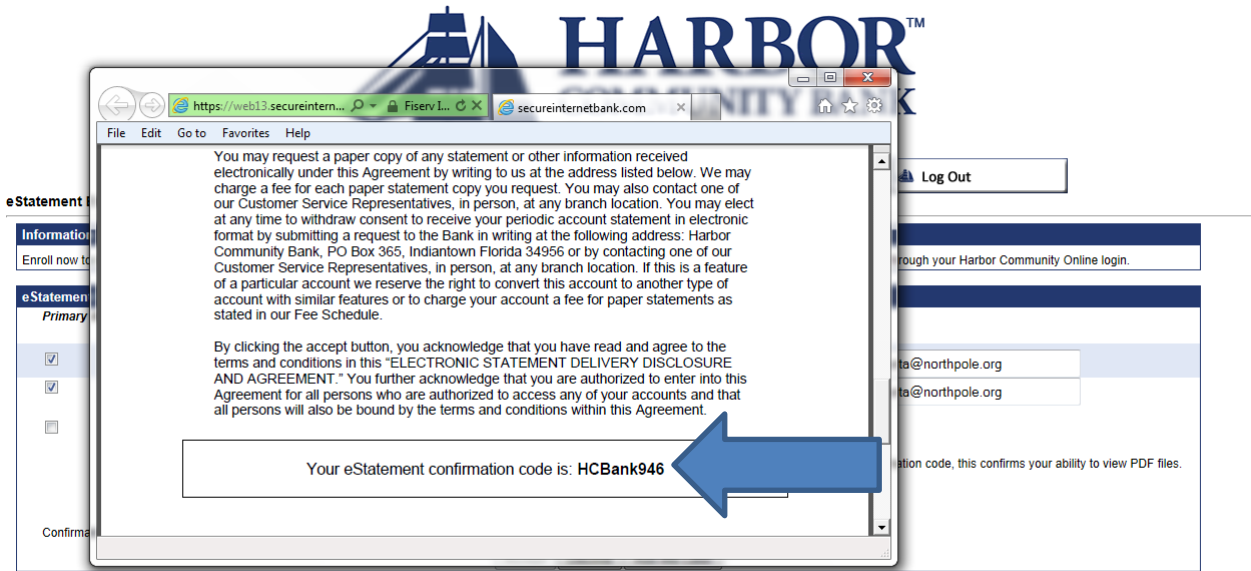 HARBOR™
COMMUNITY BANK
https://web13.secureintern... Fiserv I... secureinternetbank.com
File Edit Go to Favorites Help
You may request a paper copy of any statement or other information received
electronically under this Agreement by writing to us at the address listed below. We may
charge a fee for each paper statement copy you request. You may also contact one of
our Customer Service Representatives, in person, at any branch location. You may elect
at any time to withdraw consent to receive your periodic account statement in electronic
format by submitting a request to the Bank in writing at the following address: Harbor
Community Bank, PO Box 365, Indiantown Florida 34956 or by contacting one of our
Customer Service Representatives, in person, at any branch location. If this is a feature
of a particular account we reserve the right to convert this account to another type of
account with similar features or to charge your account a fee for paper statements as
stated in our Fee Schedule.
By clicking the accept button, you acknowledge that you have read and agree to the
terms and conditions in this “ELECTRONIC STATEMENT DELIVERY DISCLOSURE
AND AGREEMENT.” You further acknowledge that you are authorized to enter into this
Agreement for all persons who are authorized to access any of your accounts and that
all persons will also be bound by the terms and conditions within this Agreement.
Your eStatement confirmation code is: HCBank946
Log Out
eStatement
Information
Enroll now to rough your Harbor Community Online login.
eStatement
Primary
ta@northpole.org
ta@northpole.org
ation code, this confirms your ability to view PDF files.
Confirma